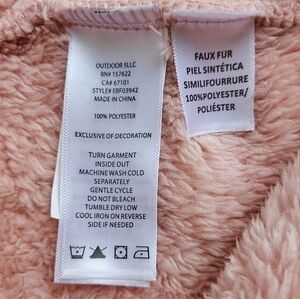 OUTDOOR SLLC
RN# 157622
CA# 67101
STYLE# EBF03942
MADE IN CHINA
100% POLYESTER
EXCLUSIVE OF DECORATION
TURN GARMENT
INSIDE OUT
MACHINE WASH COLD
SEPARATELY
GENTLE CYCLE
DO NOT BLEACH
TUMBLE DRY LOW
COOL IRON ON REVERSE
SIDE IF NEEDED
FAUX FUR
PIEL SINTÉTICA
SIMILIFOURRURE
100%POLYESTER/
POLIÉSTER